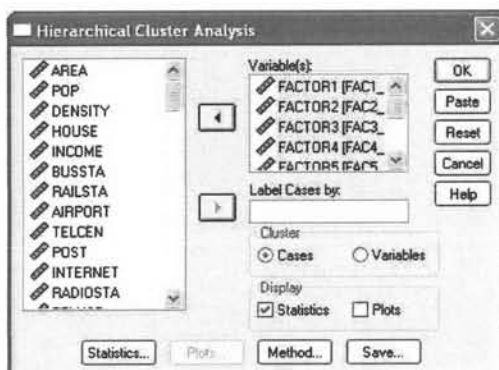 Hierarchical Cluster Analysis
AREA
POP
DENSITY
HOUSE
INCOME
BUSSTA
RAILSTA
AIRPORT
TELCEN
POST
INTERNET
RADIOSTA
Variable(s):
FACTOR1 [FAC1_
FACTOR2 [FAC2_
FACTOR3 [FAC3_
FACTOR4 [FAC4_
FACTOR5 [FAC5_
Label Cases by:
Cluster
Cases
Variables
Display
Statistics
Plots
OK
Paste
Reset
Cancel
Help
Statistics...
Plots...
Method...
Save...